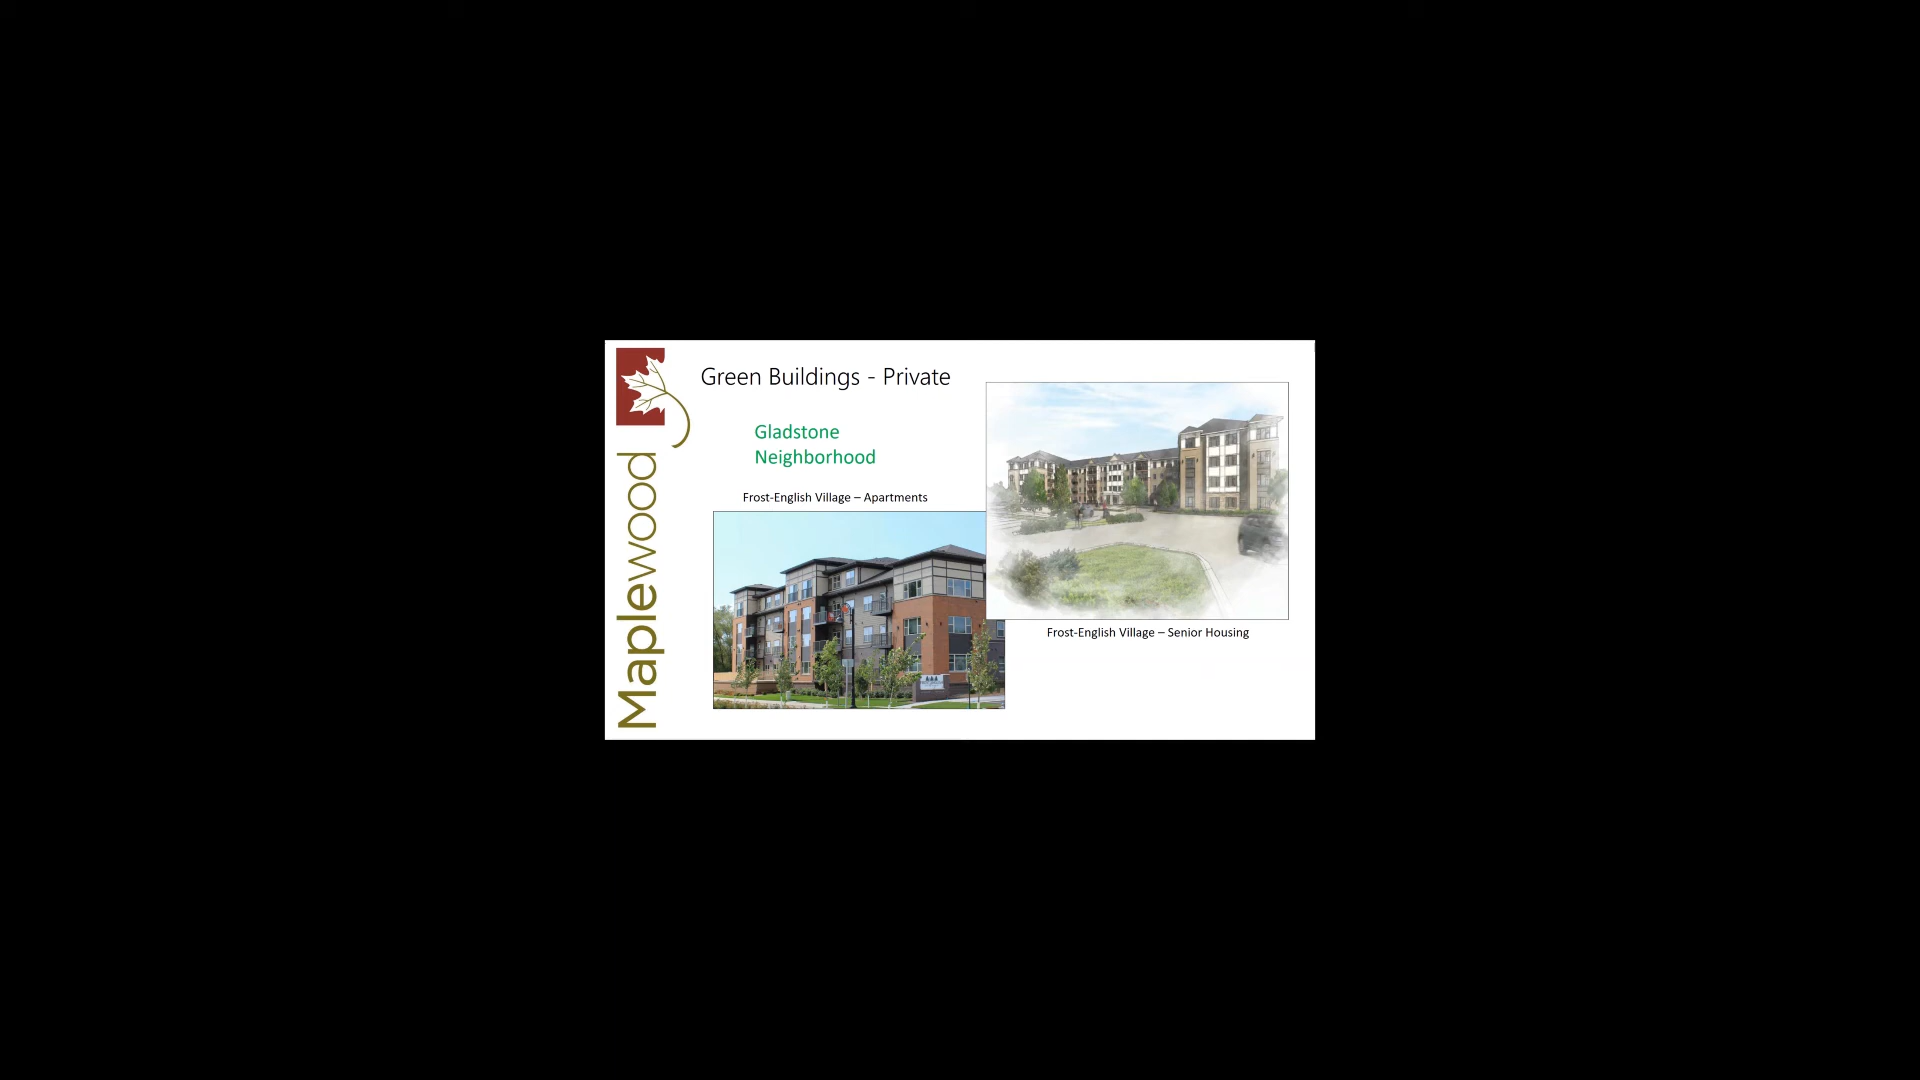 Maplewood
Green Buildings - Private
Gladstone
Neighborhood
Frost-English Village – Apartments
Frost-English Village – Senior Housing